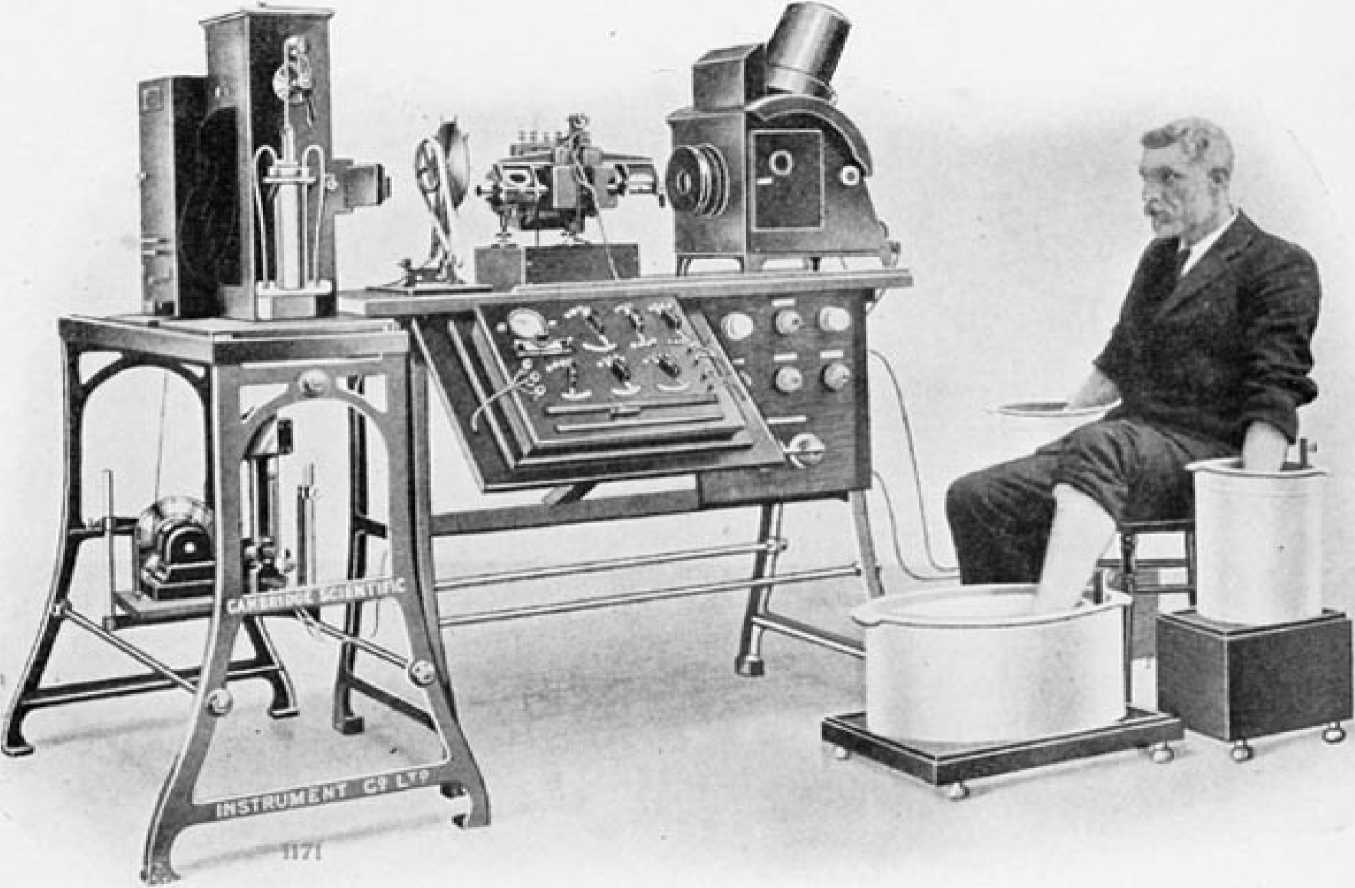 CAMBRIDGE SCIENTIFIC
INSTRUMENT Cº LTD
1171